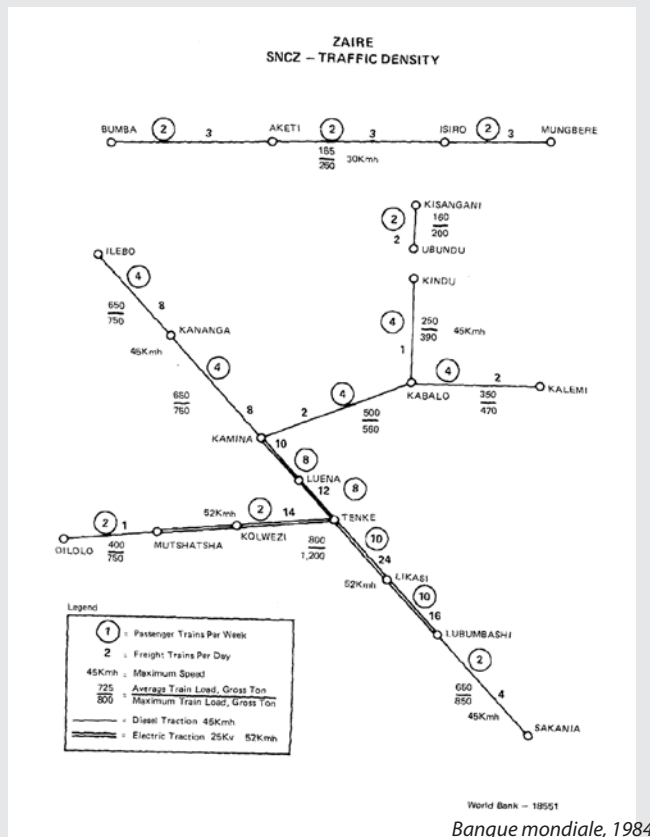 ZAIRE
SNCZ – TRAFFIC DENSITY
BUMBA
2
3
AKETI
2
3
ISIRO
2
3
MUNGBERE
185
260
30Kmh
KISANGANI
2
160
200
2
UBUNDU
ILEBO
4
8
650
750
KINDU
4
250
390
45Kmh
1
KANANGA
45Kmh
4
650
750
8
4
2
KALEMI
KABALO
350
470
4
2
500
560
KAMINA
10
8
LUENA
12
8
TENKE
52Kmh
2
14
2
1
KOLWEZI
MUTSHATSHA
DILOLO
400
750
800
1,200
10
24
LIKASI
52Kmh
10
16
LUBUMBASHI
2
650
850
4
45Kmh
SAKANIA
Legend
1 = Passenger Trains Per Week
2 = Freight Trains Per Day
45Kmh = Maximum Speed
725 = Average Train Load, Gross Ton
800 Maximum Train Load, Gross Ton
= Diesel Traction 45Kmh
= Electric Traction 25Kv 52Kmh
World Bank – 18551
Banque mondiale, 1984